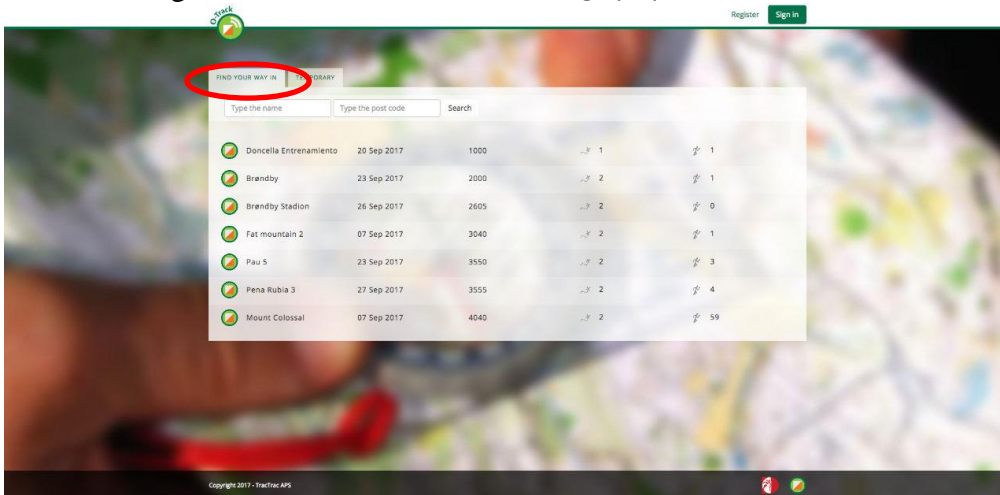 O-Track
Register Sign in
FIND YOUR WAY IN TEMPORARY
Type the name Type the post code Search
Doncella Entrenamiento 20 Sep 2017 1000 1 1
Brøndby 23 Sep 2017 2000 2 1
Brøndby Stadion 26 Sep 2017 2605 2 0
Fat mountain 2 07 Sep 2017 3040 2 1
Pau 5 23 Sep 2017 3550 2 3
Pena Rubia 3 27 Sep 2017 3555 2 4
Mount Colossal 07 Sep 2017 4040 2 59
Copyright 2017 - TracTrac APS